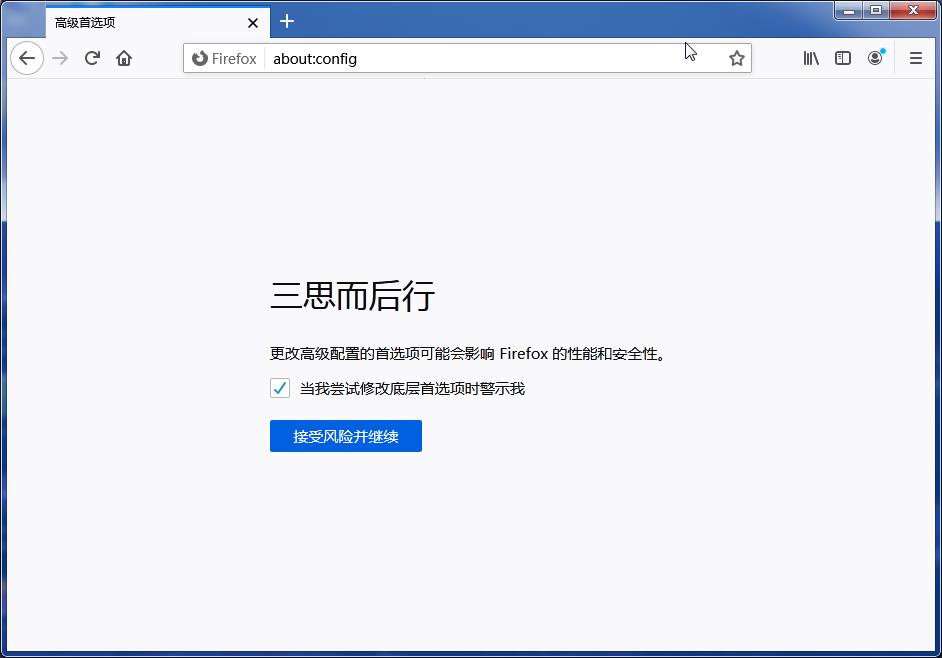 高级首选项
Firefox about:config
三思而后行
更改高级配置的首选项可能会影响 Firefox 的性能和安全性。
当我尝试修改底层首选项时警示我
接受风险并继续